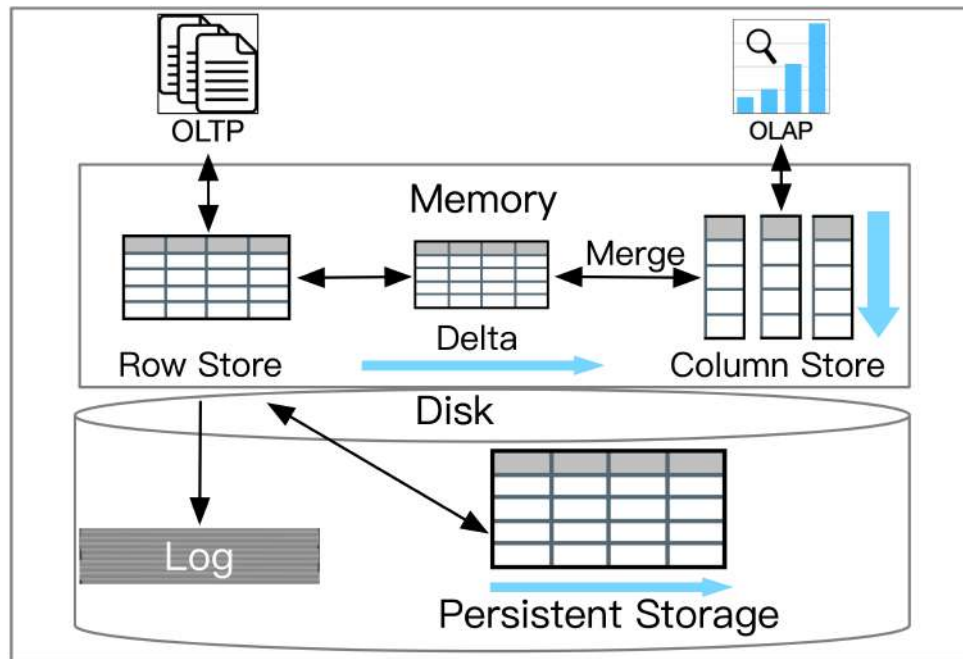 OLTP
OLAP
Memory
Merge
Delta
Row Store
Column Store
Disk
Log
Persistent Storage